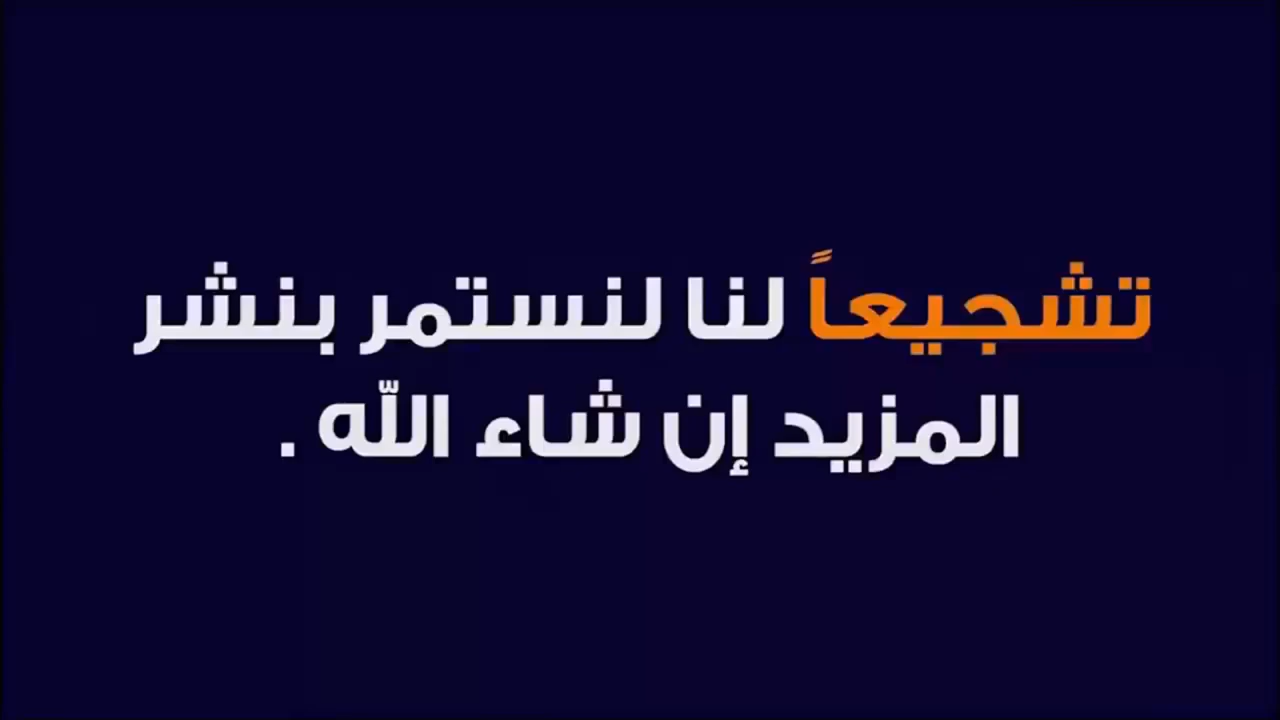 تشجيعاً لنا لنستمر بنشر
المزيد إن شاء اللّه .